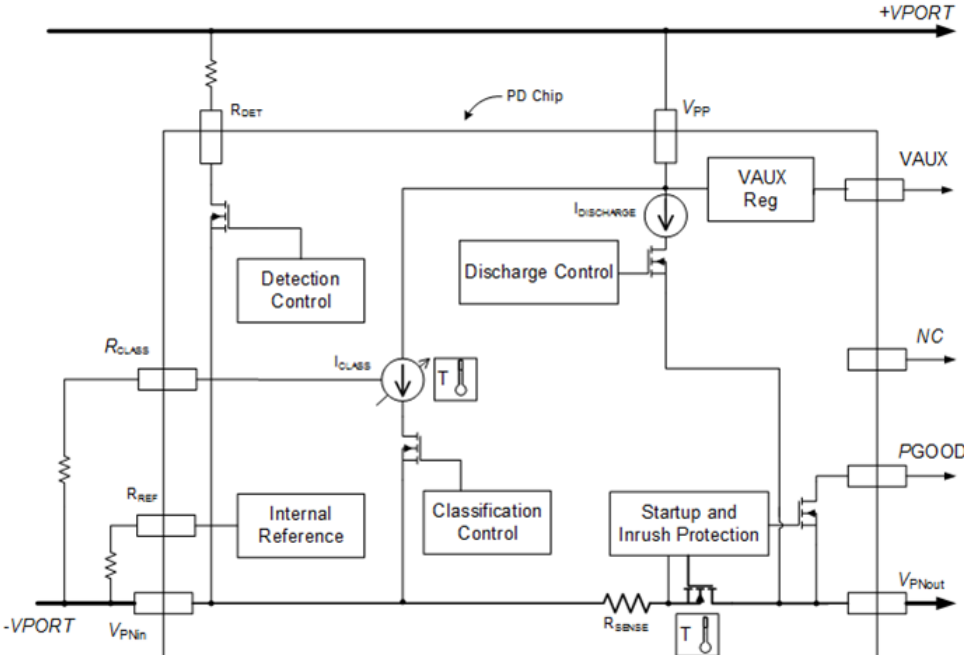 +VPORT
PD Chip
RDET
VPP
VAUX
VAUX
Reg
IDISCHARGE
Discharge Control
Detection
Control
NC
RCLASS
ICLASS
T
PGOOD
RREF
Internal
Reference
Classification
Control
Startup and
Inrush Protection
VPNout
-VPORT
VPNin
RSENSE
T